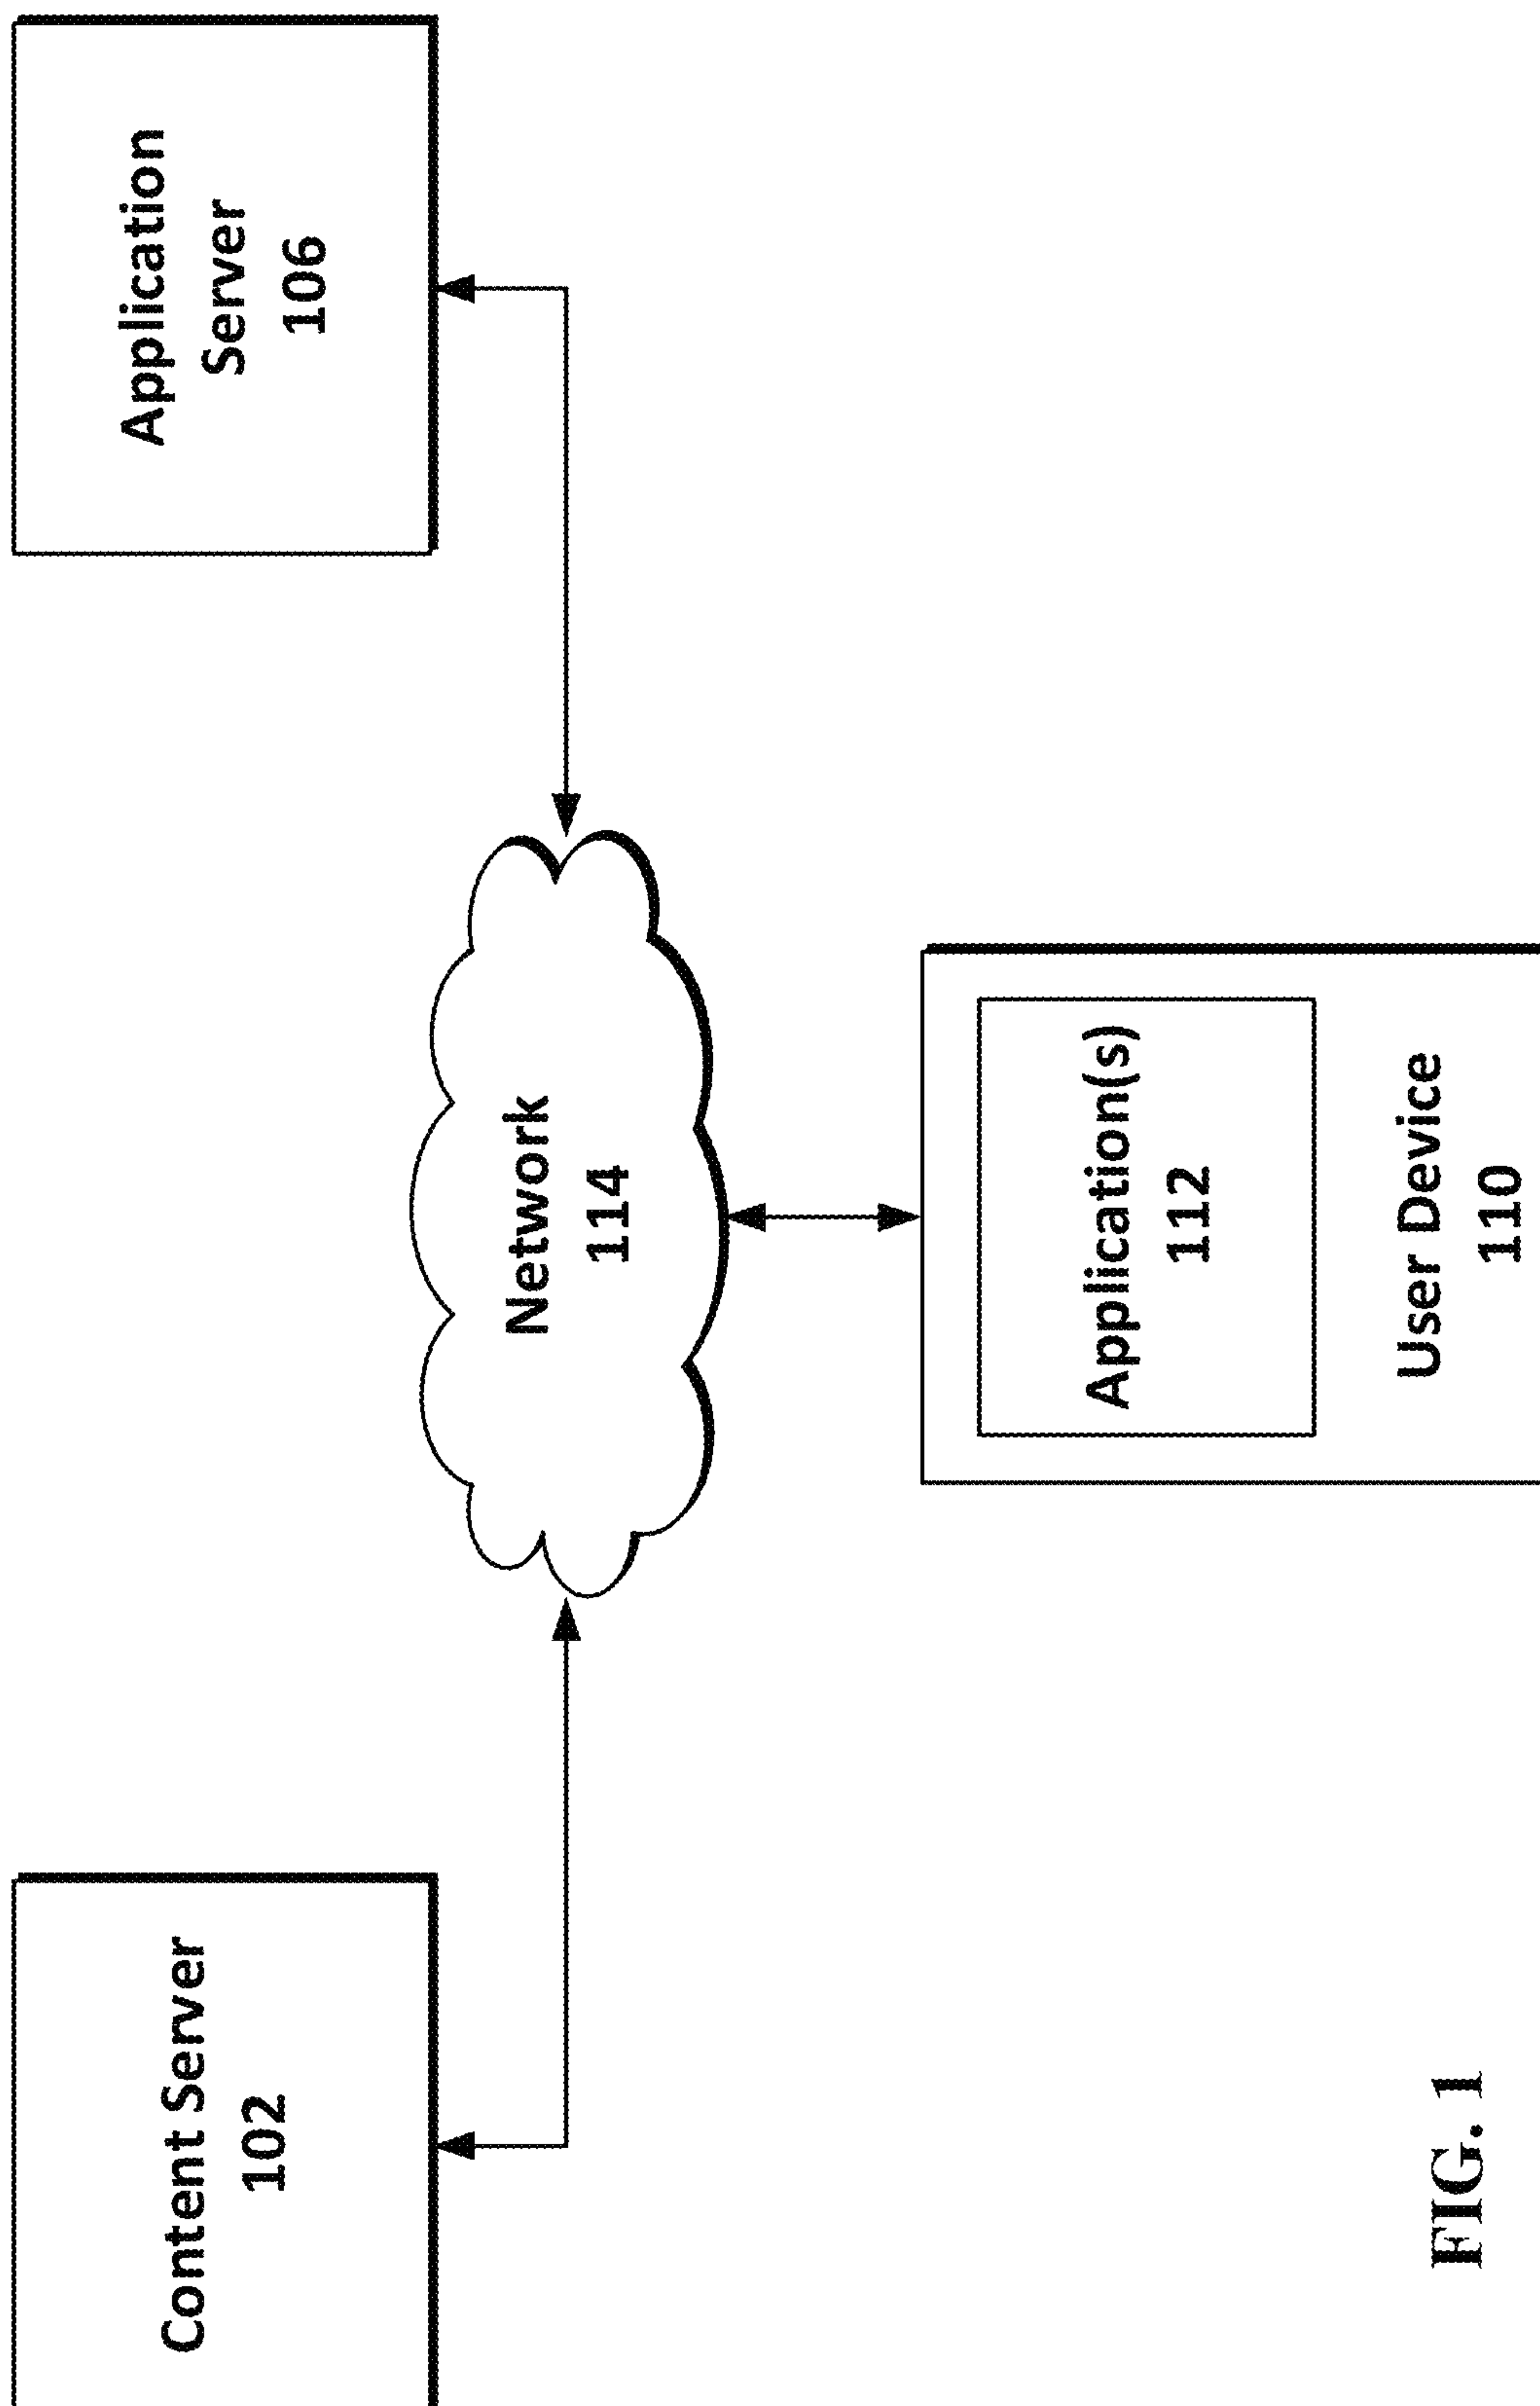 Content Server
102
Application
Server
106
Network
114
Application(s)
112
User Device
110
FIG. 1